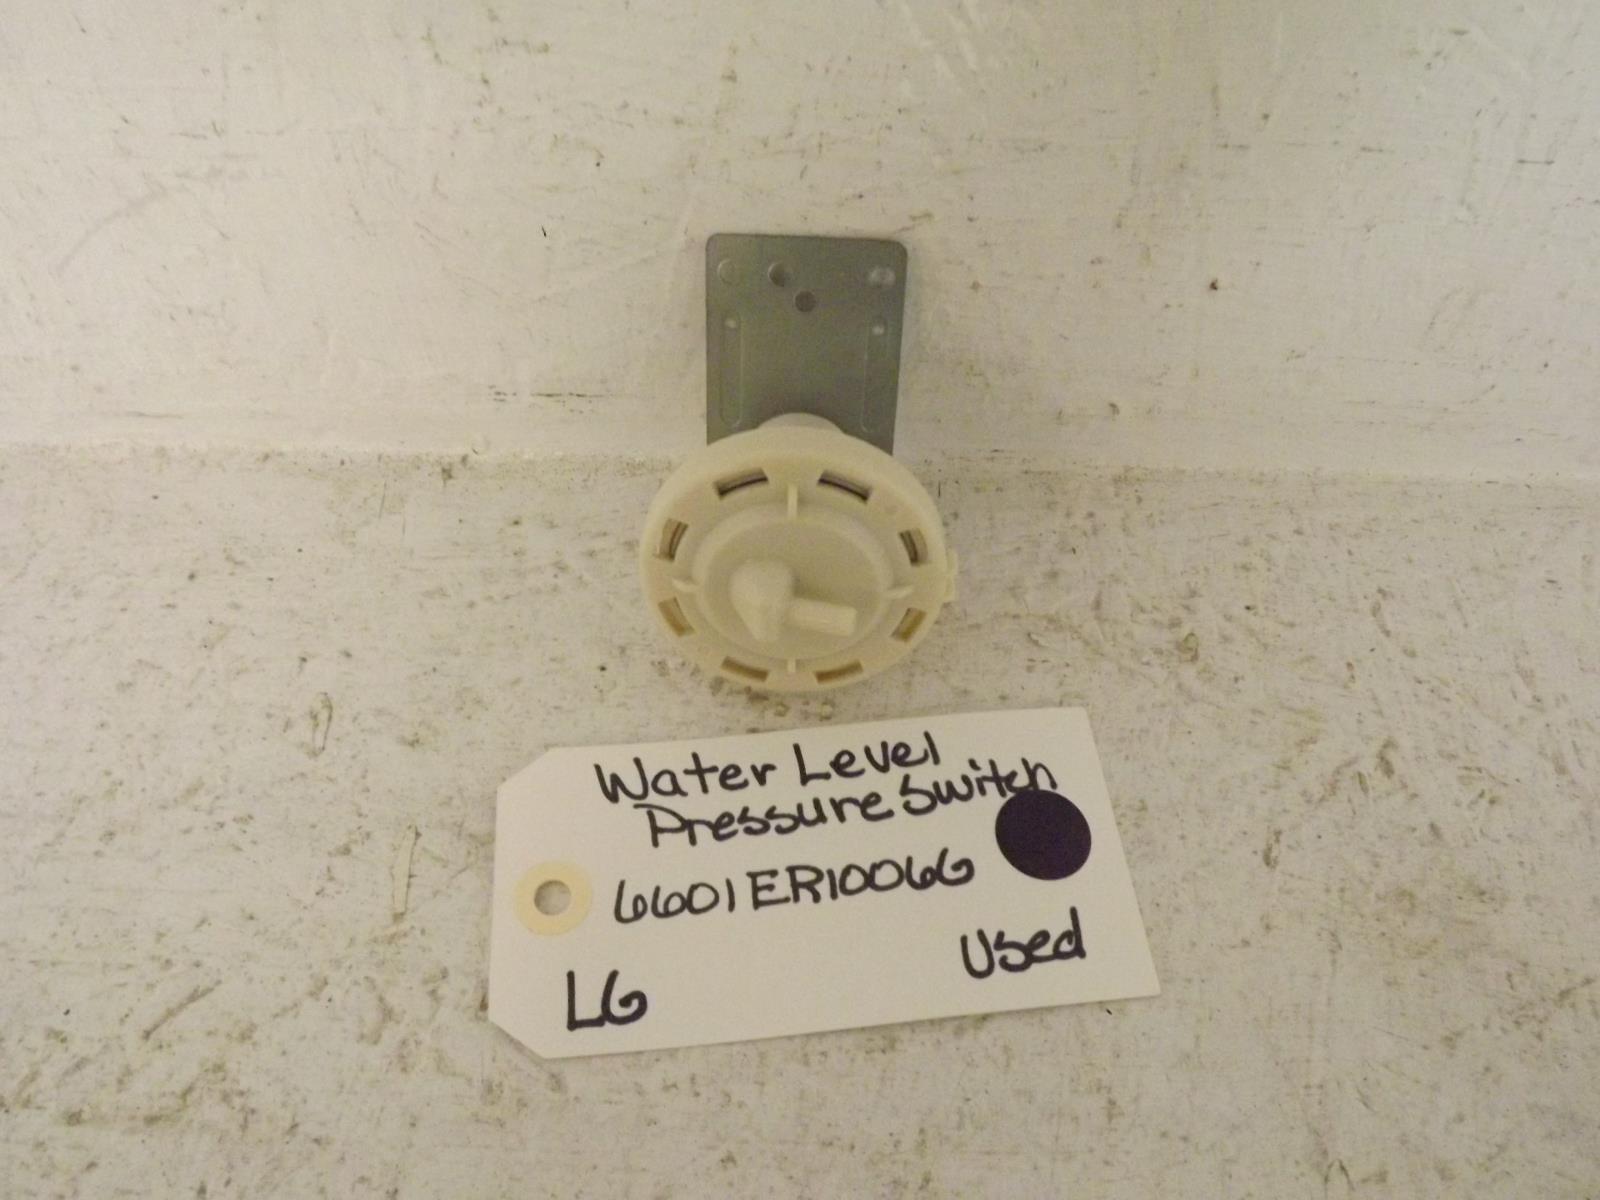 Water Level
Pressure Switch
6601ER1006G
Used
LG